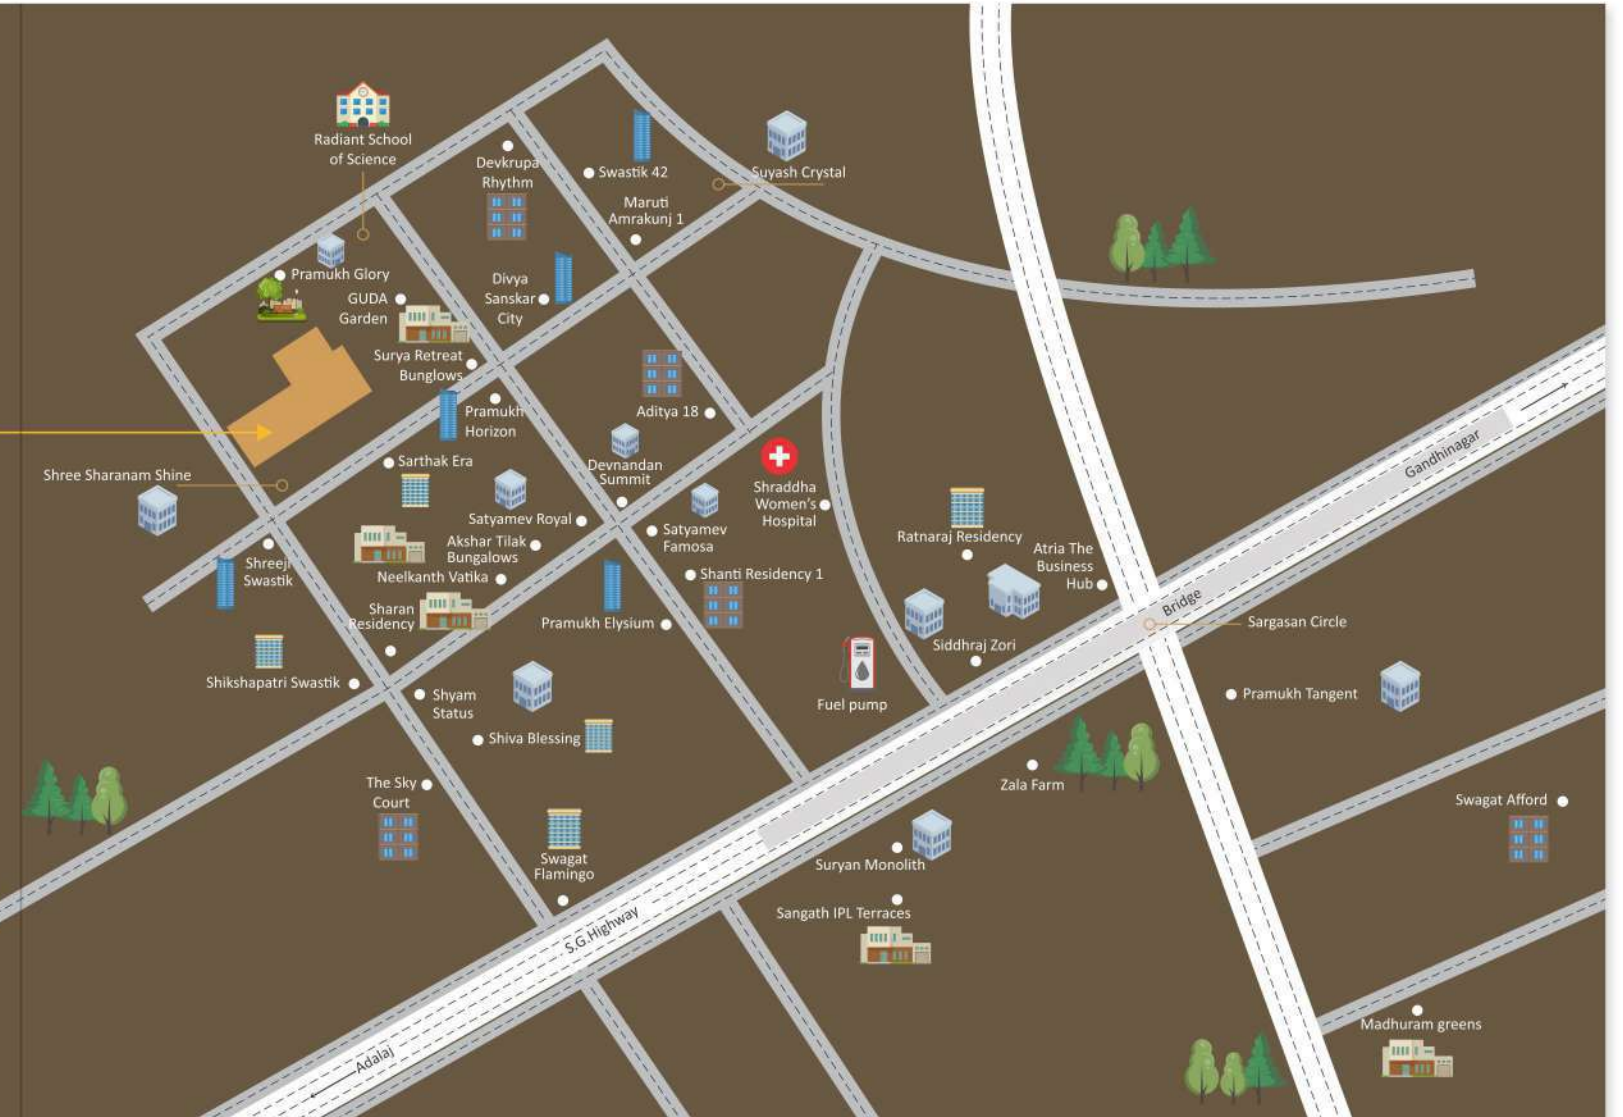 Radiant School
of Science
Devkrupa
Rhythm
Swastik 42
Suyash Crystal
Maruti
Amrakunj 1
Pramukh Glory
GUDA
Garden
Divya
Sanskar
City
Surya Retreat
Bunglows
Pramukh
Horizon
Aditya 18
Sarthak Era
Shree Sharanam Shine
Devnandan
Summit
Shraddha
Women's
Hospital
Satyamev Royal
Satyamev
Famosa
Akshar Tilak
Bungalows
Neelkanth Vatika
Shanti Residency 1
Shreeji
Swastik
Sharan
Residency
Pramukh Elysium
Ratnaraj Residency
Atria The
Business
Hub
Siddhraj Zori
Gandhinagar
Bridge
Sargasan Circle
Shikshapatri Swastik
Shyam
Status
Shiva Blessing
Fuel pump
Pramukh Tangent
The Sky
Court
Zala Farm
Swagat Afford
Swagat
Flamingo
Suryan Monolith
Sangath IPL Terraces
S.G.Highway
Adalaj
Madhuram greens